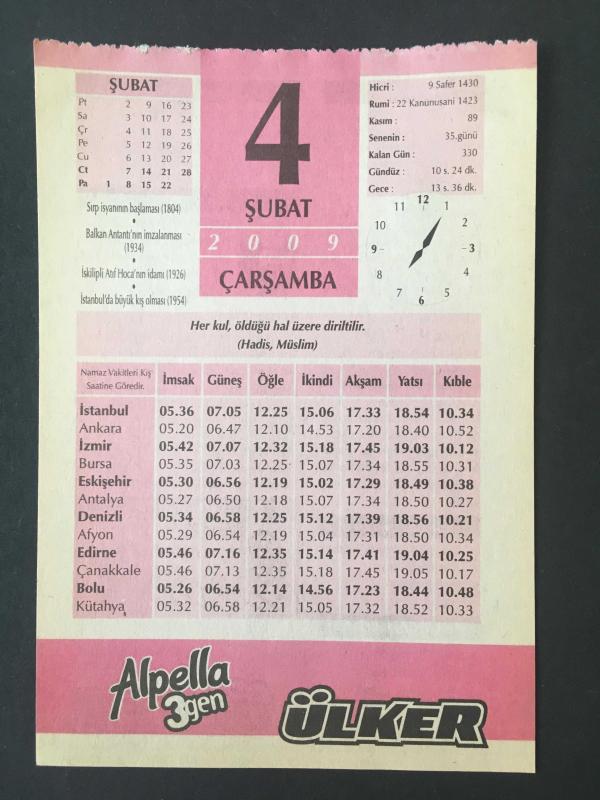 ŞUBAT
Pt 2 9 16 23
Sa 3 10 17 24
Çr 4 11 18 25
Pe 5 12 19 26
Cu 6 13 20 27
Ct 7 14 21 28
Pa 1 8 15 22
Sırp isyanının başlaması (1804)
Balkan Antantı'nın imzalanması
(1934)
İskilipli Atıf Hoca'nın idamı (1926)
İstanbul'da büyük kış olması (1954)
4
ŞUBAT
2009
ÇARŞAMBA
Hicri : 9 Safer 1430
Rumi : 22 Kanunusani 1423
Kasım : 89
Senenin : 35.günü
Kalan Gün : 330
Gündüz : 10 s. 24 dk.
Gece : 13 s. 36 dk.
12
11 1
10 2
9 3
8 4
7 5
6
Her kul, öldüğü hal üzere diriltilir.
(Hadis, Müslim)
Namaz Vakitleri Kış
Saatine Göredir.
İmsak Güneş Öğle İkindi Akşam Yatsı Kıble
İstanbul 05.36 07.05 12.25 15.06 17.33 18.54 10.34
Ankara 05.20 06.47 12.10 14.53 17.20 18.40 10.52
İzmir 05.42 07.07 12.32 15.18 17.45 19.03 10.12
Bursa 05.35 07.03 12.25 15.07 17.34 18.55 10.31
Eskişehir 05.30 06.56 12.19 15.02 17.29 18.49 10.38
Antalya 05.27 06.50 12.18 15.07 17.34 18.50 10.27
Denizli 05.34 06.58 12.25 15.12 17.39 18.56 10.21
Afyon 05.29 06.54 12.19 15.04 17.31 18.50 10.34
Edirne 05.46 07.16 12.35 15.14 17.41 19.04 10.25
Çanakkale 05.46 07.13 12.35 15.18 17.45 19.05 10.17
Bolu 05.26 06.54 12.14 14.56 17.23 18.44 10.48
Kütahya 05.32 06.58 12.21 15.05 17.32 18.52 10.33
Alpella
3gen
ÜLKER